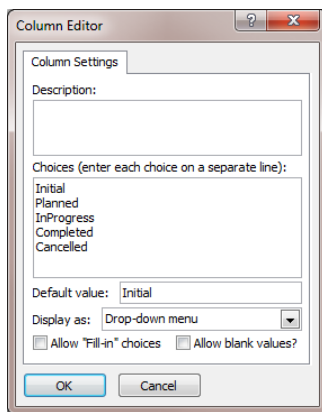 Column Editor
Column Settings
Description:
Choices (enter each choice on a separate line):
Initial
Planned
InProgress
Completed
Cancelled
Default value: Initial
Display as: Drop-down menu
Allow "Fill-in" choices Allow blank values?
OK Cancel